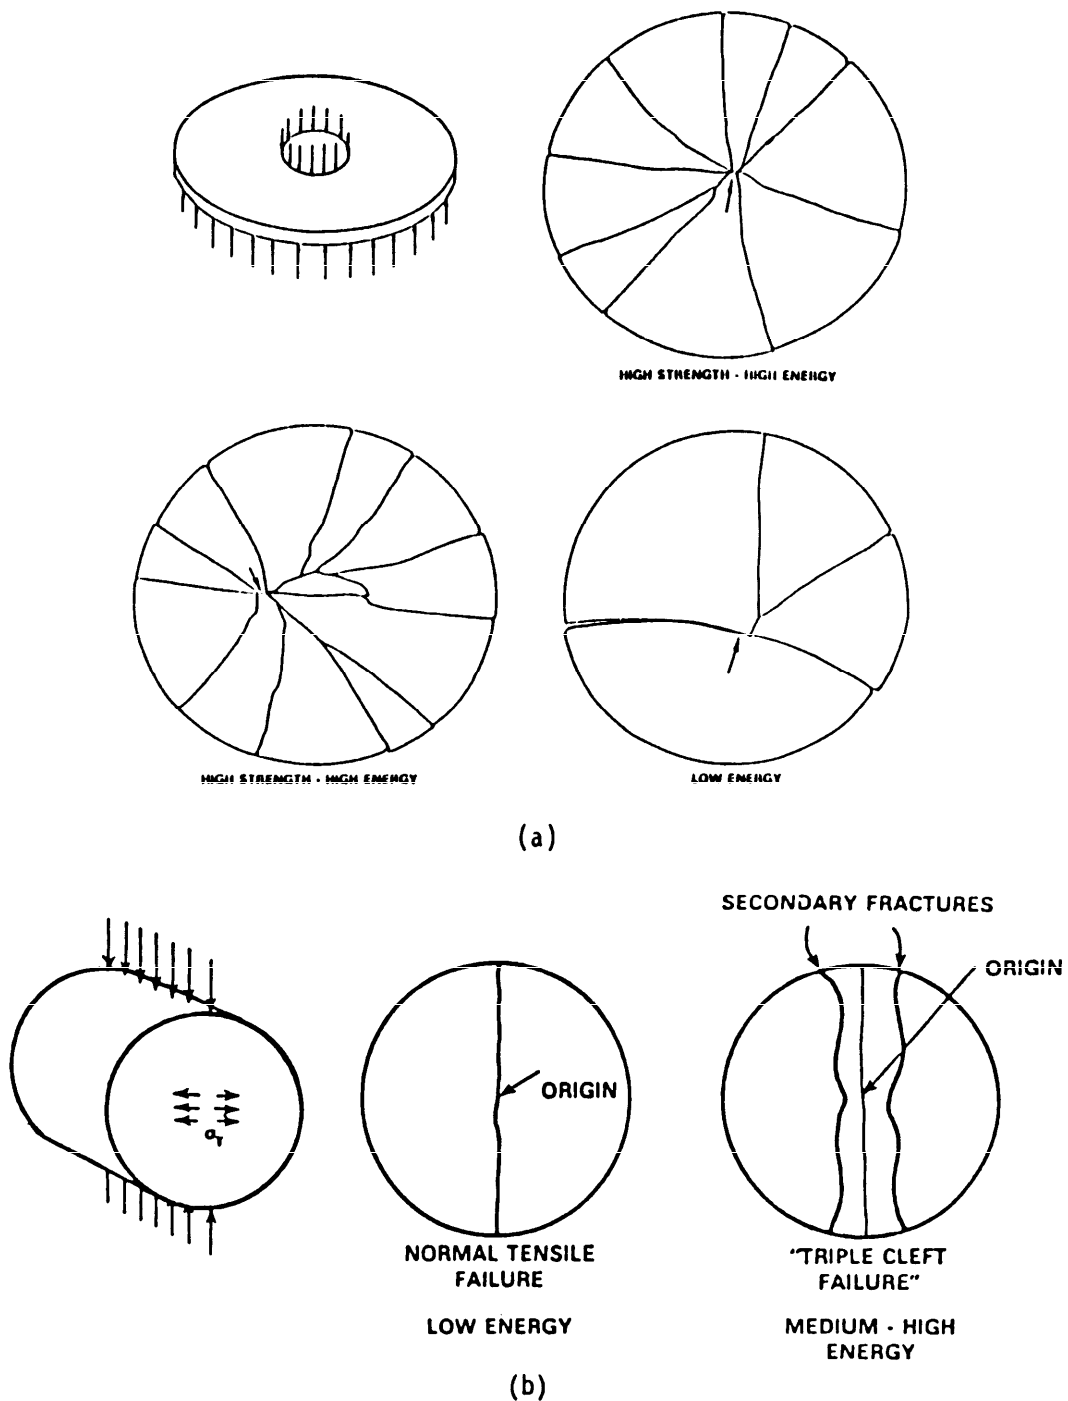 HIGH STRENGTH - HIGH ENERGY
HIGH STRENGTH - HIGH ENERGY
LOW ENERGY
(a)
SECONDARY FRACTURES
ORIGIN
ORIGIN
σT
NORMAL TENSILE
FAILURE
LOW ENERGY
"TRIPLE CLEFT
FAILURE"
MEDIUM - HIGH
ENERGY
(b)